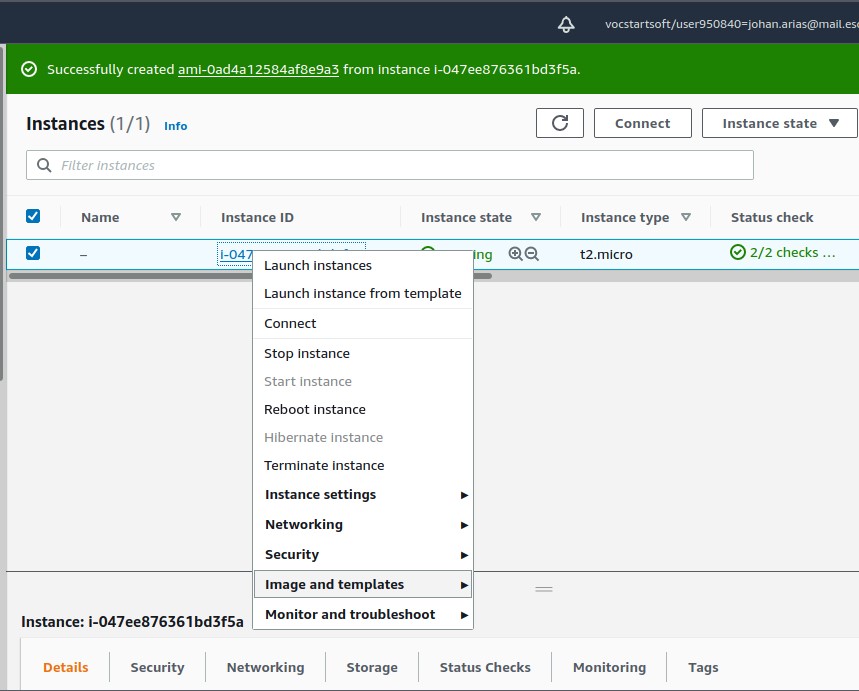 vocstartsoft/user950840=johan.arias@mail.es
Successfully created ami-0ad4a12584af8e9a3 from instance i-047ee876361bd3f5a.
Instances (1/1) Info
Connect
Instance state
Filter instances
Name
Instance ID
Instance state
Instance type
Status check
–
i-047
ng
t2.micro
2/2 checks ...
Launch instances
Launch instance from template
Connect
Stop instance
Start instance
Reboot instance
Hibernate instance
Terminate instance
Instance settings
Networking
Security
Image and templates
Monitor and troubleshoot
Instance: i-047ee876361bd3f5a
Details
Security
Networking
Storage
Status Checks
Monitoring
Tags